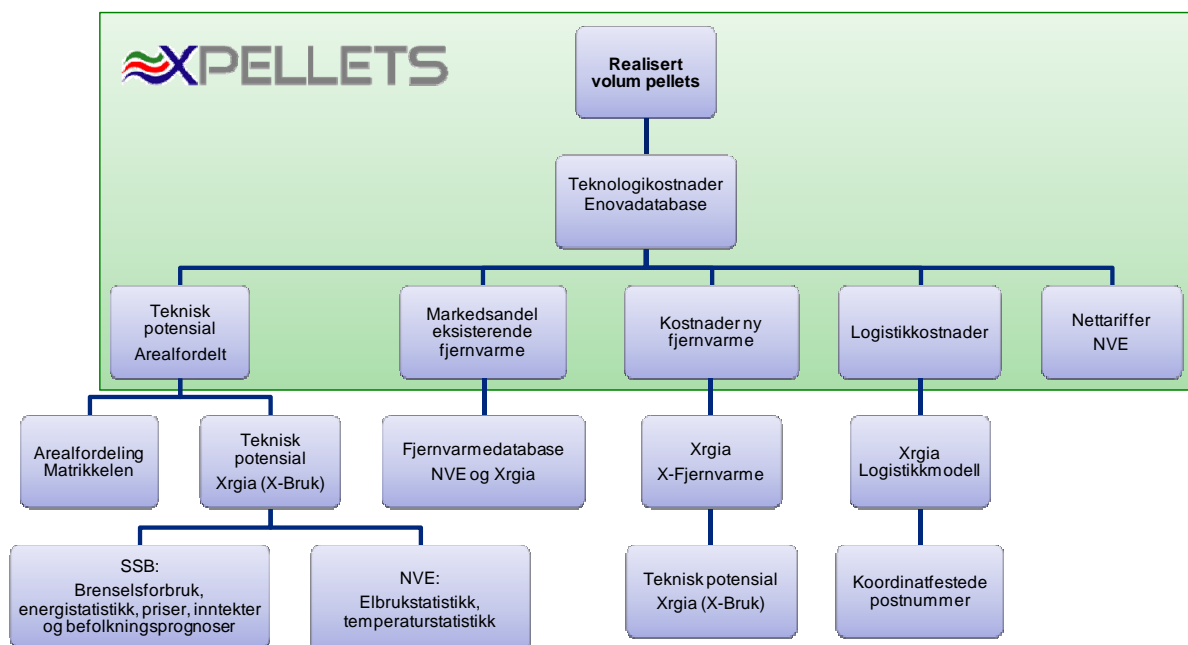 XPELLETS
Realisert
volum pellets
Teknologikostnader
Enovadatabase
Teknisk
potensial
Arealfordelt
Markedsandel
eksisterende
fjernvarme
Kostnader ny
fjernvarme
Logistikkostnader
Nettariffer
NVE
Arealfordeling
Matrikkelen
Teknisk
potensial
Xrgia (X-Bruk)
Fjernvarmedatabase
NVE og Xrgia
Xrgia
X-Fjernvarme
Xrgia
Logistikkmodell
SSB:
Brenselsforbruk,
energistatistikk, priser, inntekter
og befolkningsprognoser
NVE:
Elbrukstatistikk,
temperaturstatistikk
Teknisk potensial
Xrgia (X-Bruk)
Koordinatfestede
postnummer